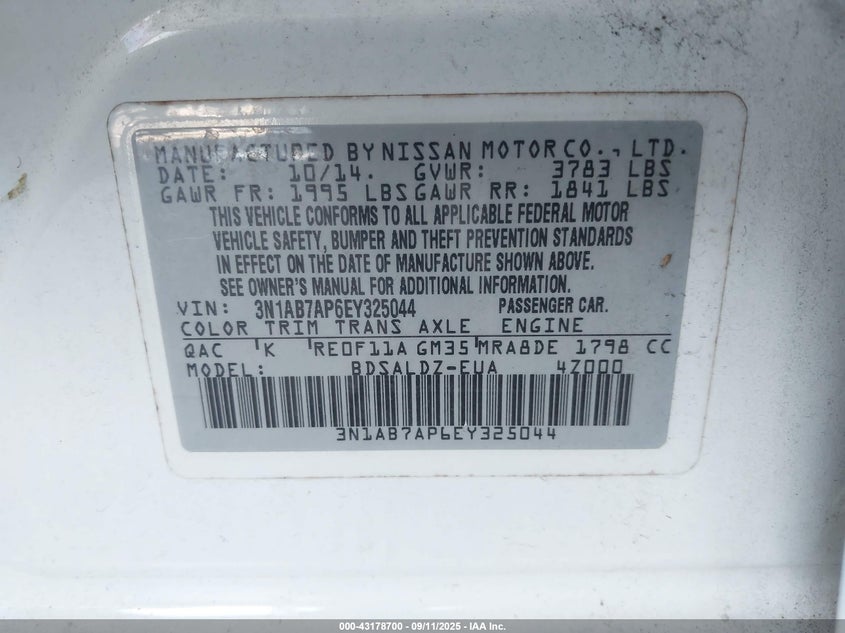 MANUFACTURED BY NISSAN MOTOR CO., LTD.
DATE: 10/14. GVWR: 3783 LBS
GAWR FR: 1995 LBS GAWR RR: 1841 LBS
THIS VEHICLE CONFORMS TO ALL APPLICABLE FEDERAL MOTOR
VEHICLE SAFETY, BUMPER AND THEFT PREVENTION STANDARDS
IN EFFECT ON THE DATE OF MANUFACTURE SHOWN ABOVE.
SEE OWNER'S MANUAL FOR ADDITIONAL INFORMATION.
VIN: 3N1AB7AP6EY325044 PASSENGER CAR.
COLOR TRIM TRANS AXLE ENGINE
QAC K RE0F11A GM35 MRA8DE 1798 CC
MODEL: BDSALDZ-EUA 4Z000
3N1AB7AP6EY325044
000-43178700 - 09/11/2025 - IAA Inc.